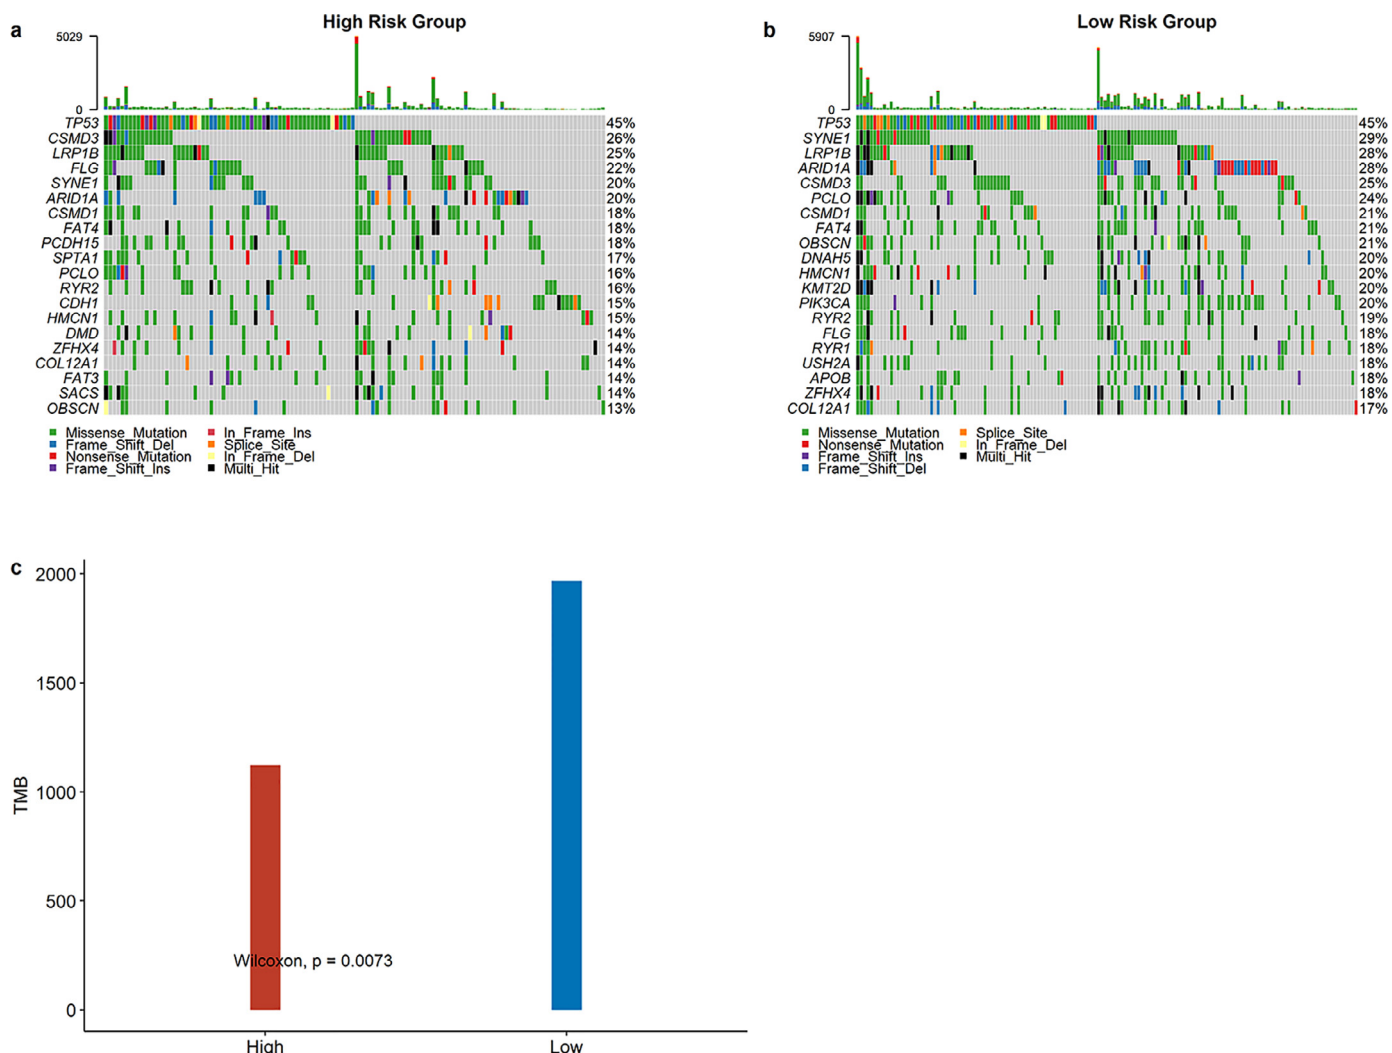 a
High Risk Group
5029
0
TP53 45%
CSMD3 26%
LRP1B 25%
FLG 22%
SYNE1 20%
ARID1A 20%
CSMD1 18%
FAT4 18%
PCDH15 18%
SPTA1 17%
PCLO 16%
RYR2 16%
CDH1 15%
HMCN1 15%
DMD 14%
ZFHX4 14%
COL12A1 14%
FAT3 14%
SACS 14%
OBSCN 13%
Missense_Mutation In_Frame_Ins
Frame_Shift_Del Splice_Site
Nonsense_Mutation In_Frame_Del
Frame_Shift_Ins Multi_Hit
b
Low Risk Group
5907
0
TP53 45%
SYNE1 29%
LRP1B 28%
ARID1A 28%
CSMD3 25%
PCLO 24%
CSMD1 21%
FAT4 21%
OBSCN 21%
DNAH5 20%
HMCN1 20%
KMT2D 20%
PIK3CA 20%
RYR2 19%
FLG 18%
RYR1 18%
USH2A 18%
APOB 18%
ZFHX4 18%
COL12A1 17%
Missense_Mutation Splice_Site
Nonsense_Mutation In_Frame_Del
Frame_Shift_Ins Multi_Hit
Frame_Shift_Del
c
2000
1500
1000
500
0
TMB
Wilcoxon, p = 0.0073
High Low